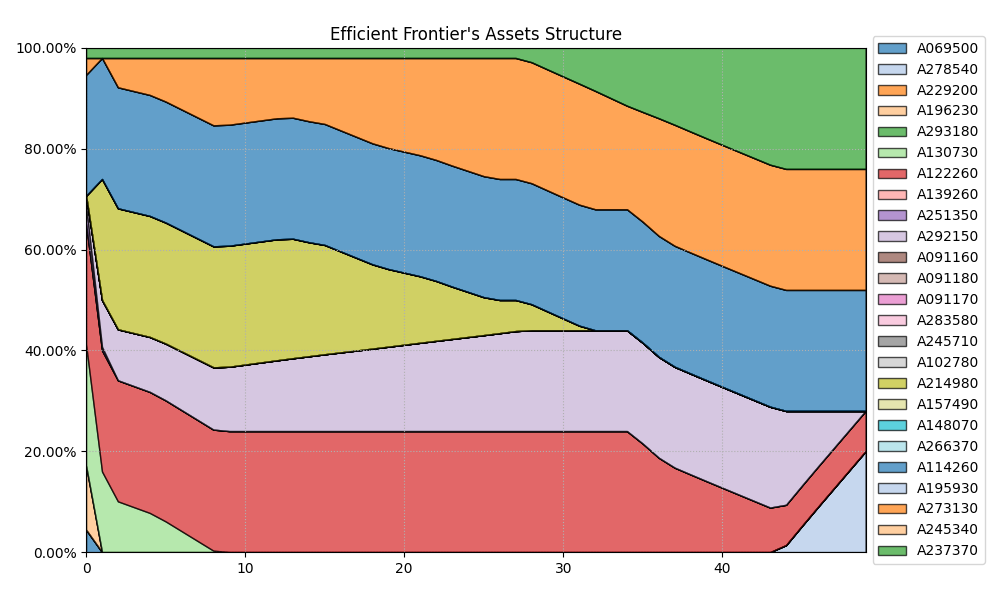 Efficient Frontier's Assets Structure
100.00%
80.00%
60.00%
40.00%
20.00%
0.00%
0
10
20
30
40
A069500
A278540
A229200
A196230
A293180
A130730
A122260
A139260
A251350
A292150
A091160
A091180
A091170
A283580
A245710
A102780
A214980
A157490
A148070
A266370
A114260
A195930
A273130
A245340
A237370